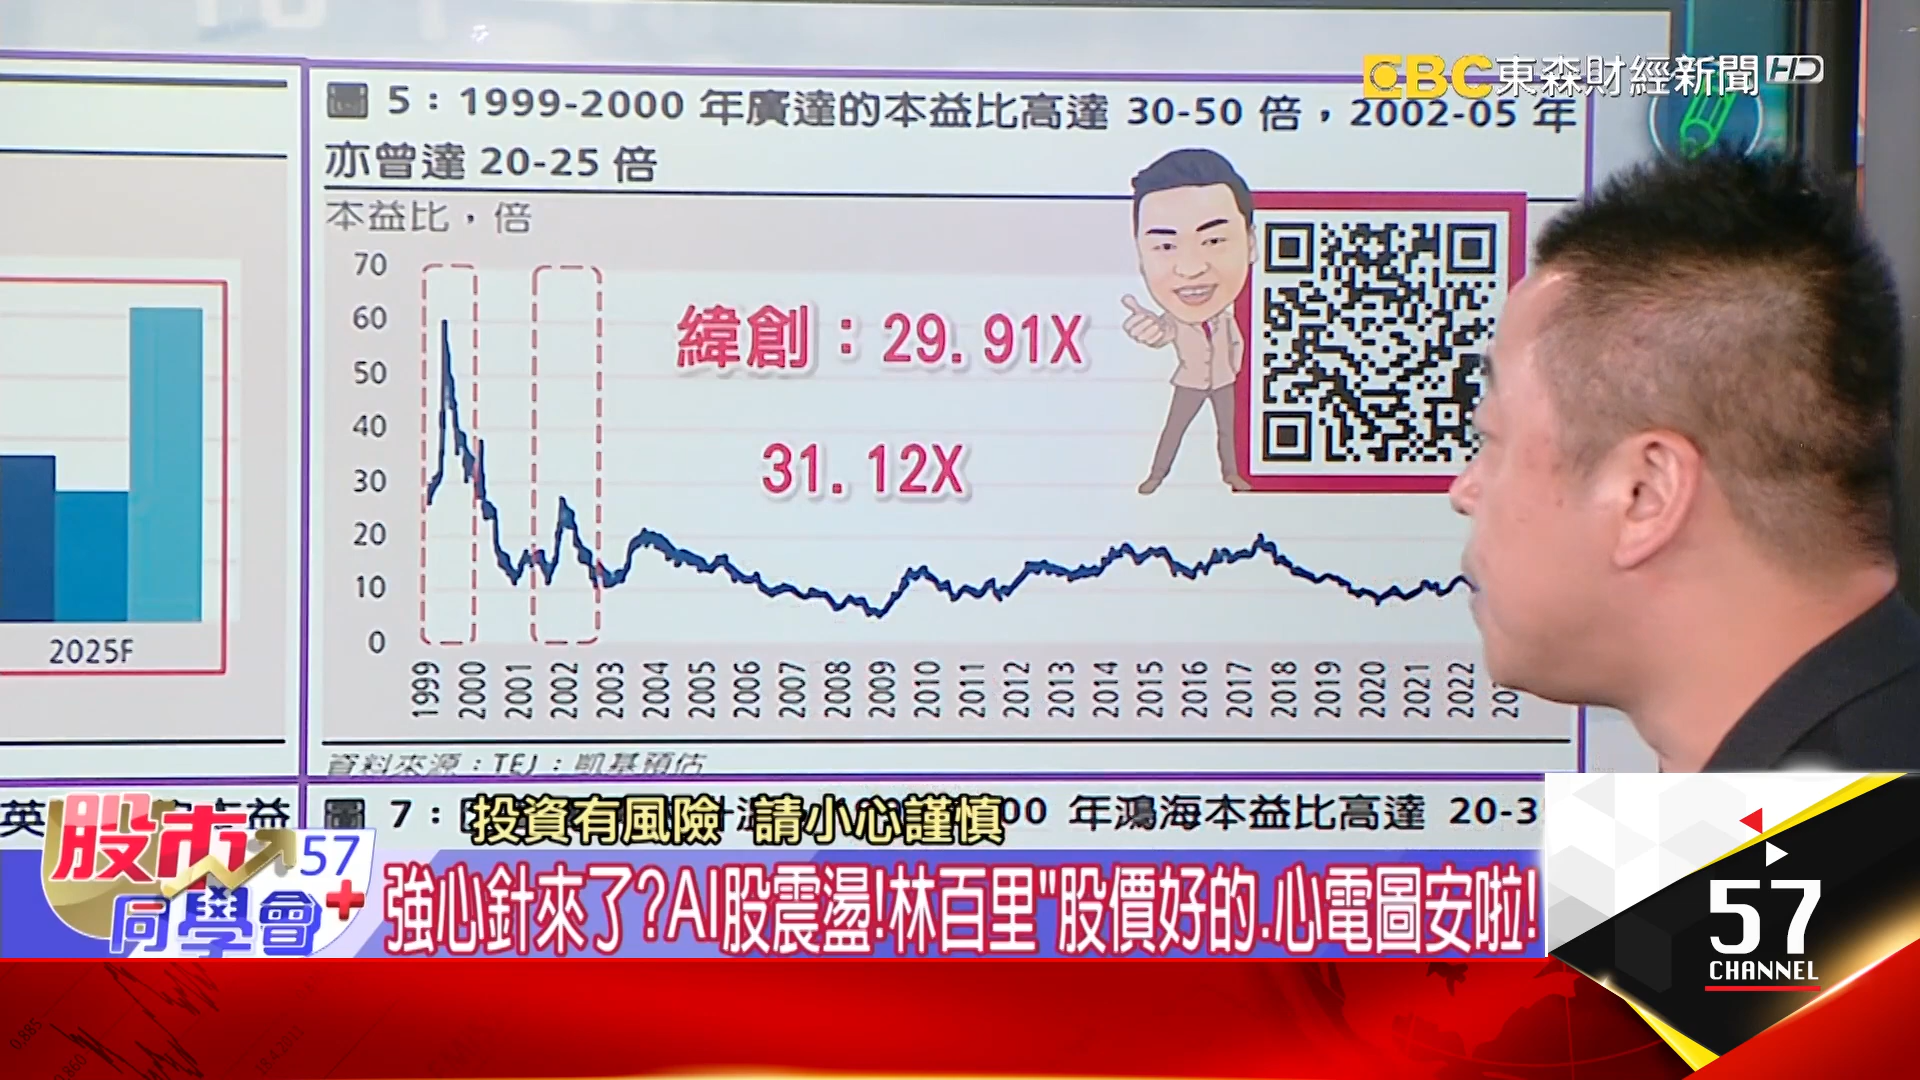 EBC 東森財經新聞 HD
圖 5：1999-2000 年廣達的本益比高達 30-50 倍，2002-05 年
亦曾達 20-25 倍
本益比，倍
70
60
50
40
30
20
10
0
緯創：29.91X
31.12X
1999 2000 2001 2002 2003 2004 2005 2006 2007 2008 2009 2010 2011 2012 2013 2014 2015 2016 2017 2018 2019 2020 2021 2022
2025F
資料來源：TEJ；凱基預估
圖 7：
00 年鴻海本益比高達 20-3
投資有風險 請小心謹慎
股市同學會 57+
強心針來了?AI股震盪!林百里"股價好的.心電圖安啦!
57
CHANNEL